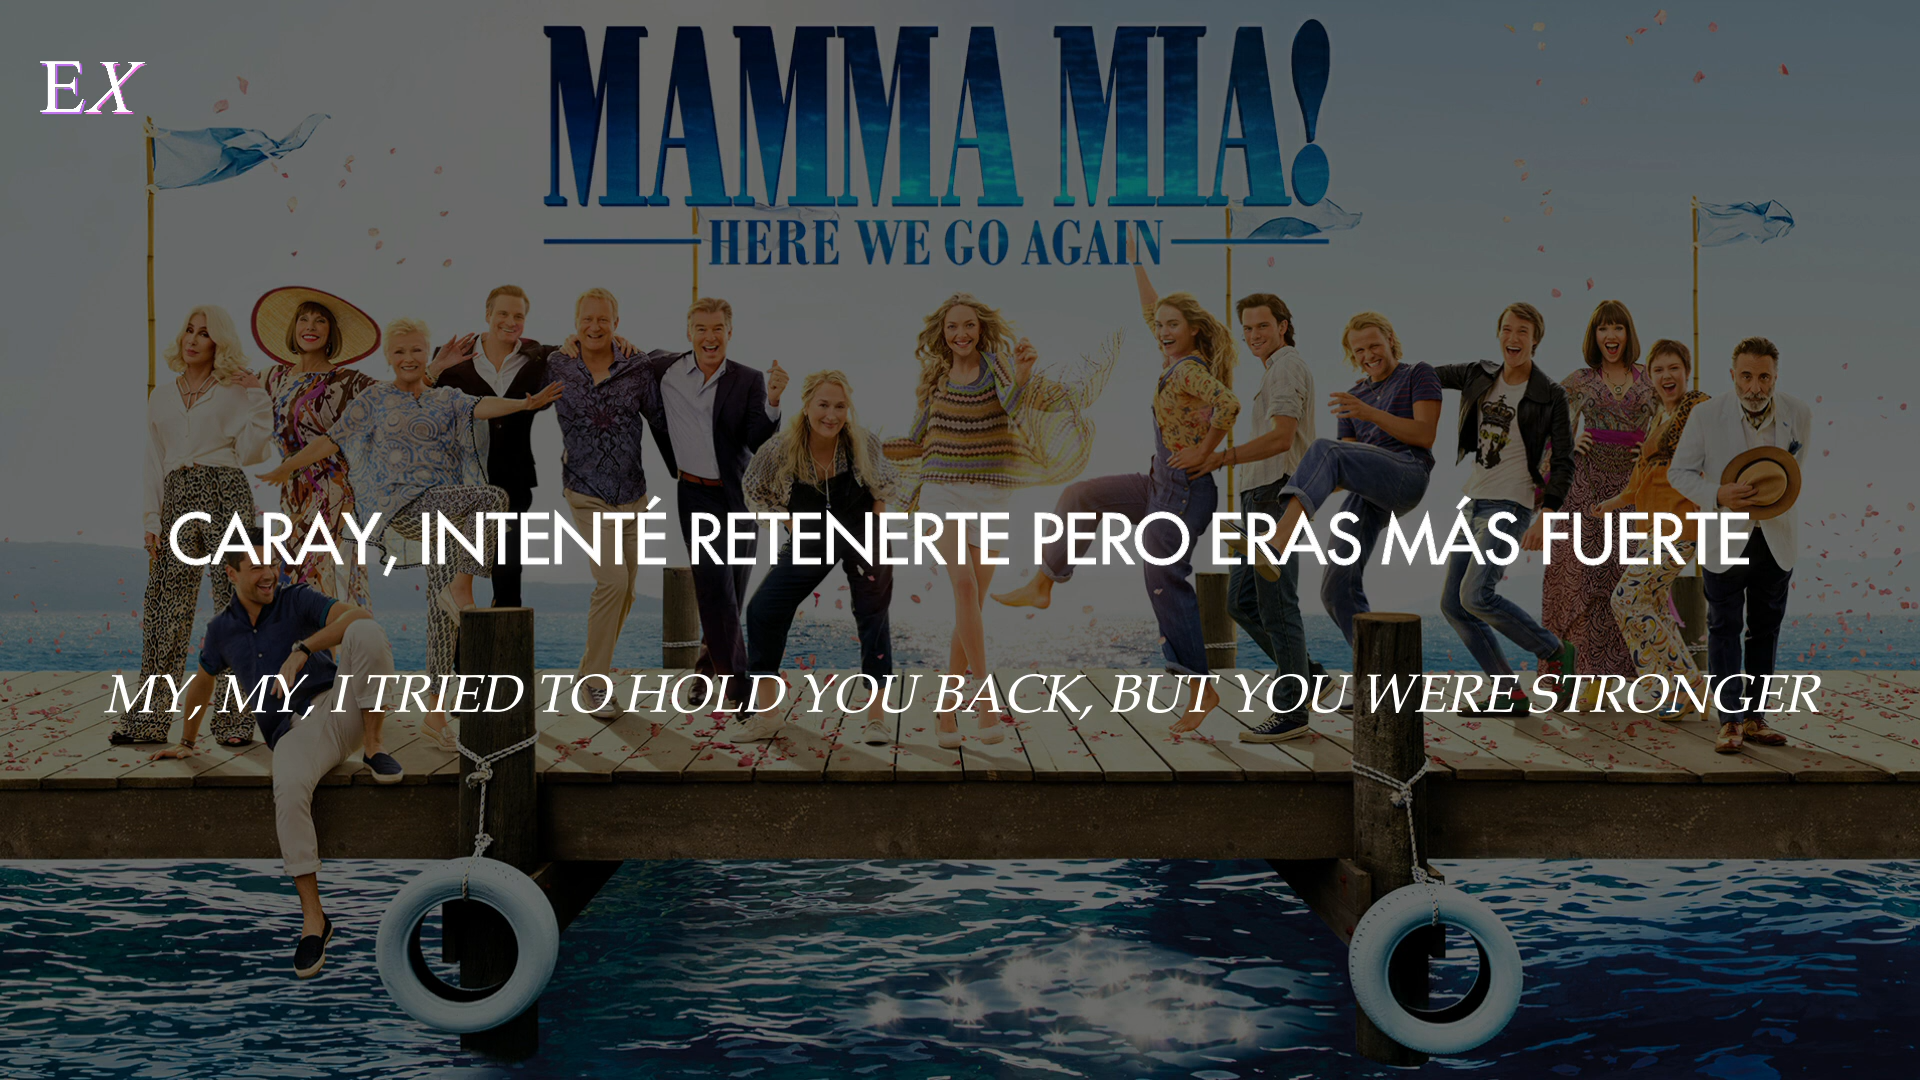 EX
MAMMA MIA!
HERE WE GO AGAIN
CARAY, INTENTÉ RETENERTE PERO ERAS MÁS FUERTE
MY, MY, I TRIED TO HOLD YOU BACK, BUT YOU WERE STRONGER